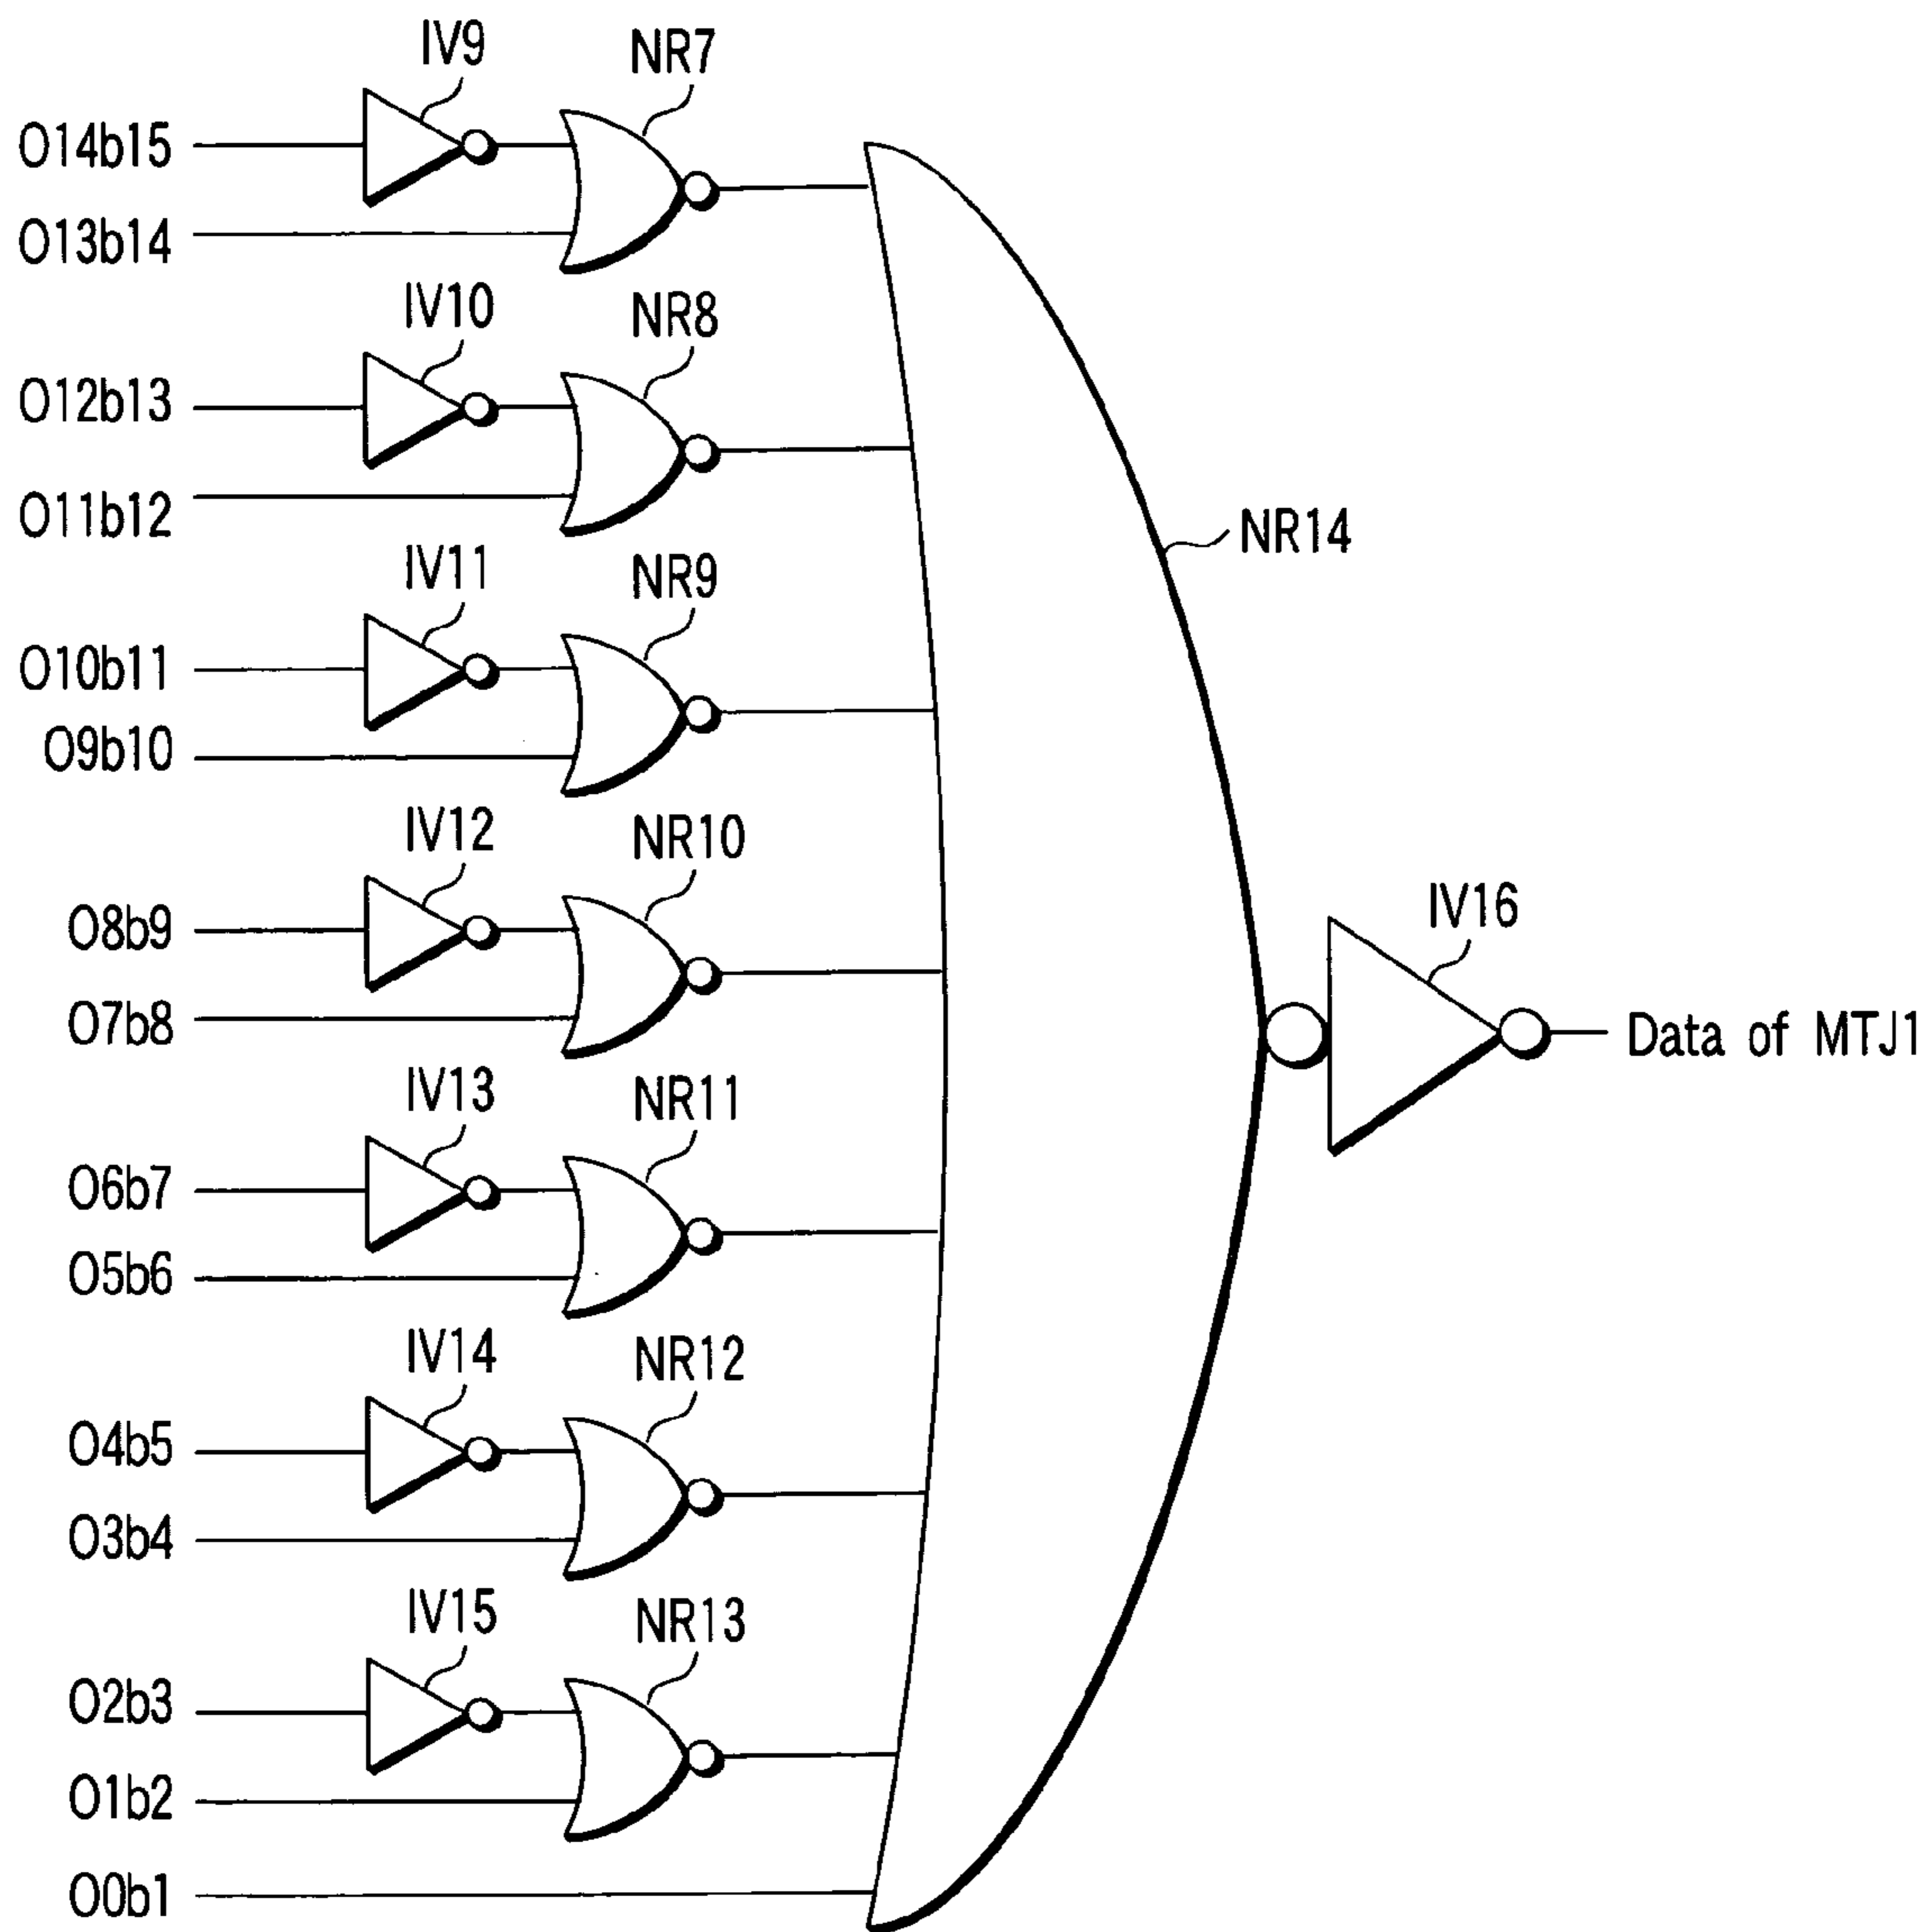 IV9
NR7
O14b15
O13b14
IV10
NR8
O12b13
O11b12
NR14
IV11
NR9
O10b11
O9b10
IV12
NR10
O8b9
O7b8
IV16
Data of MTJ1
IV13
NR11
O6b7
O5b6
IV14
NR12
O4b5
O3b4
IV15
NR13
O2b3
O1b2
O0b1